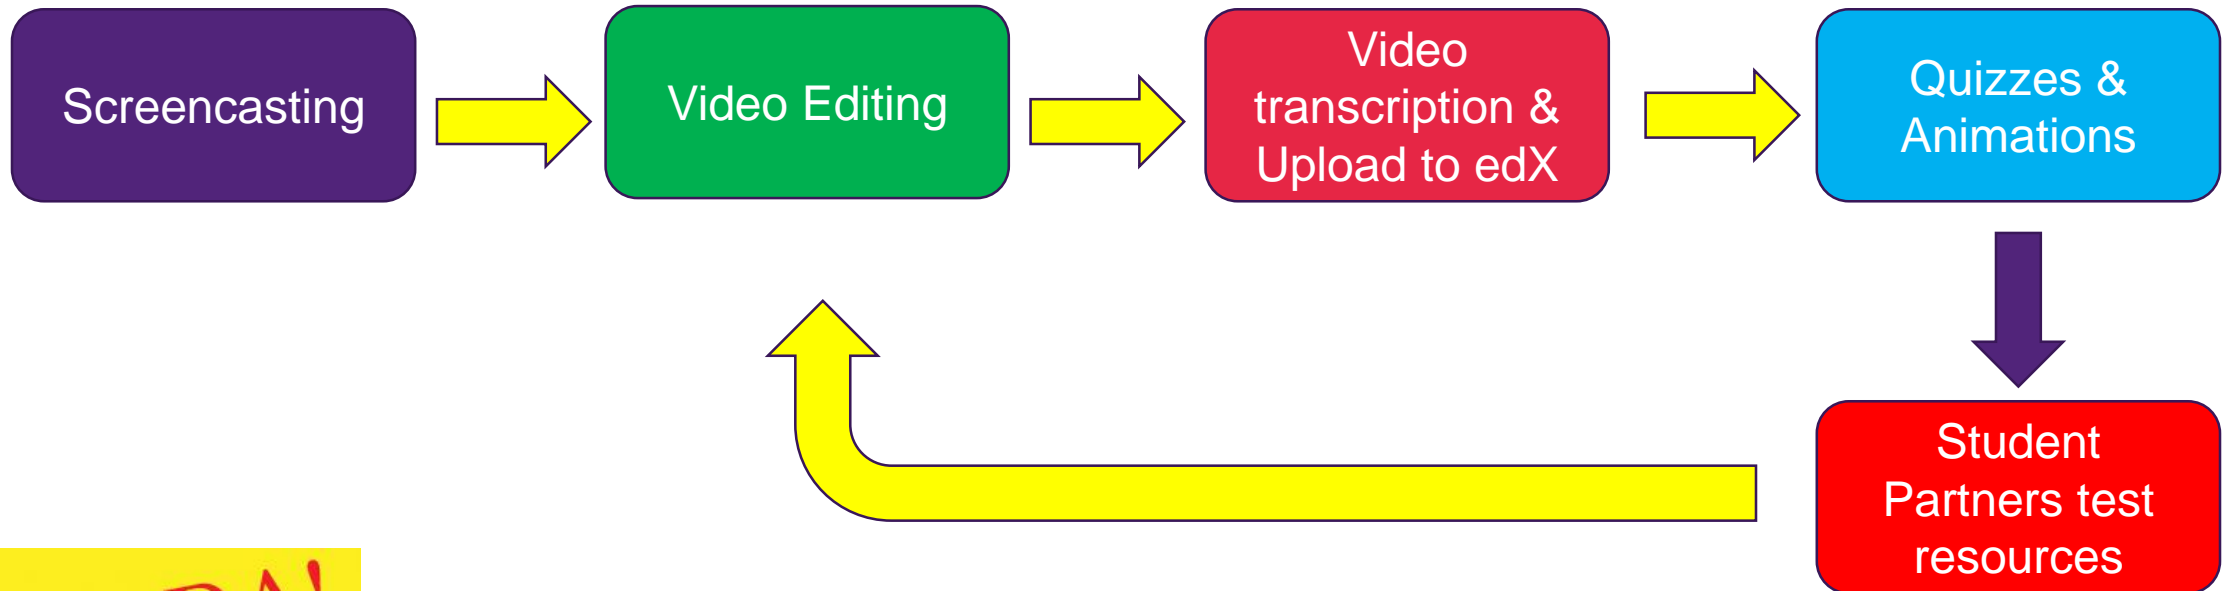 Screencasting
Video Editing
Video
transcription &
Upload to edX
Quizzes &
Animations
Student
Partners test
resources